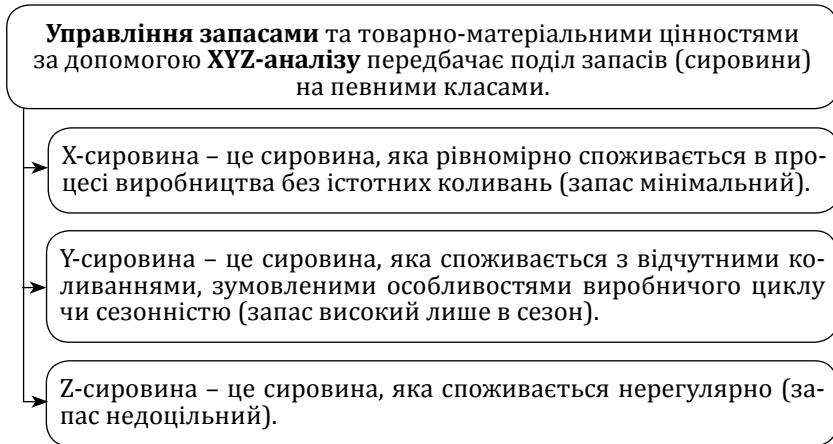 Управління запасами та товарно-матеріальними цінностями
за допомогою XYZ-аналізу передбачає поділ запасів (сировини)
на певними класами.
X-сировина – це сировина, яка рівномірно споживається в про-
цесі виробництва без істотних коливань (запас мінімальний).
Y-сировина – це сировина, яка споживається з відчутними ко-
ливаннями, зумовленими особливостями виробничого циклу
чи сезонністю (запас високий лише в сезон).
Z-сировина – це сировина, яка споживається нерегулярно (за-
пас недоцільний).